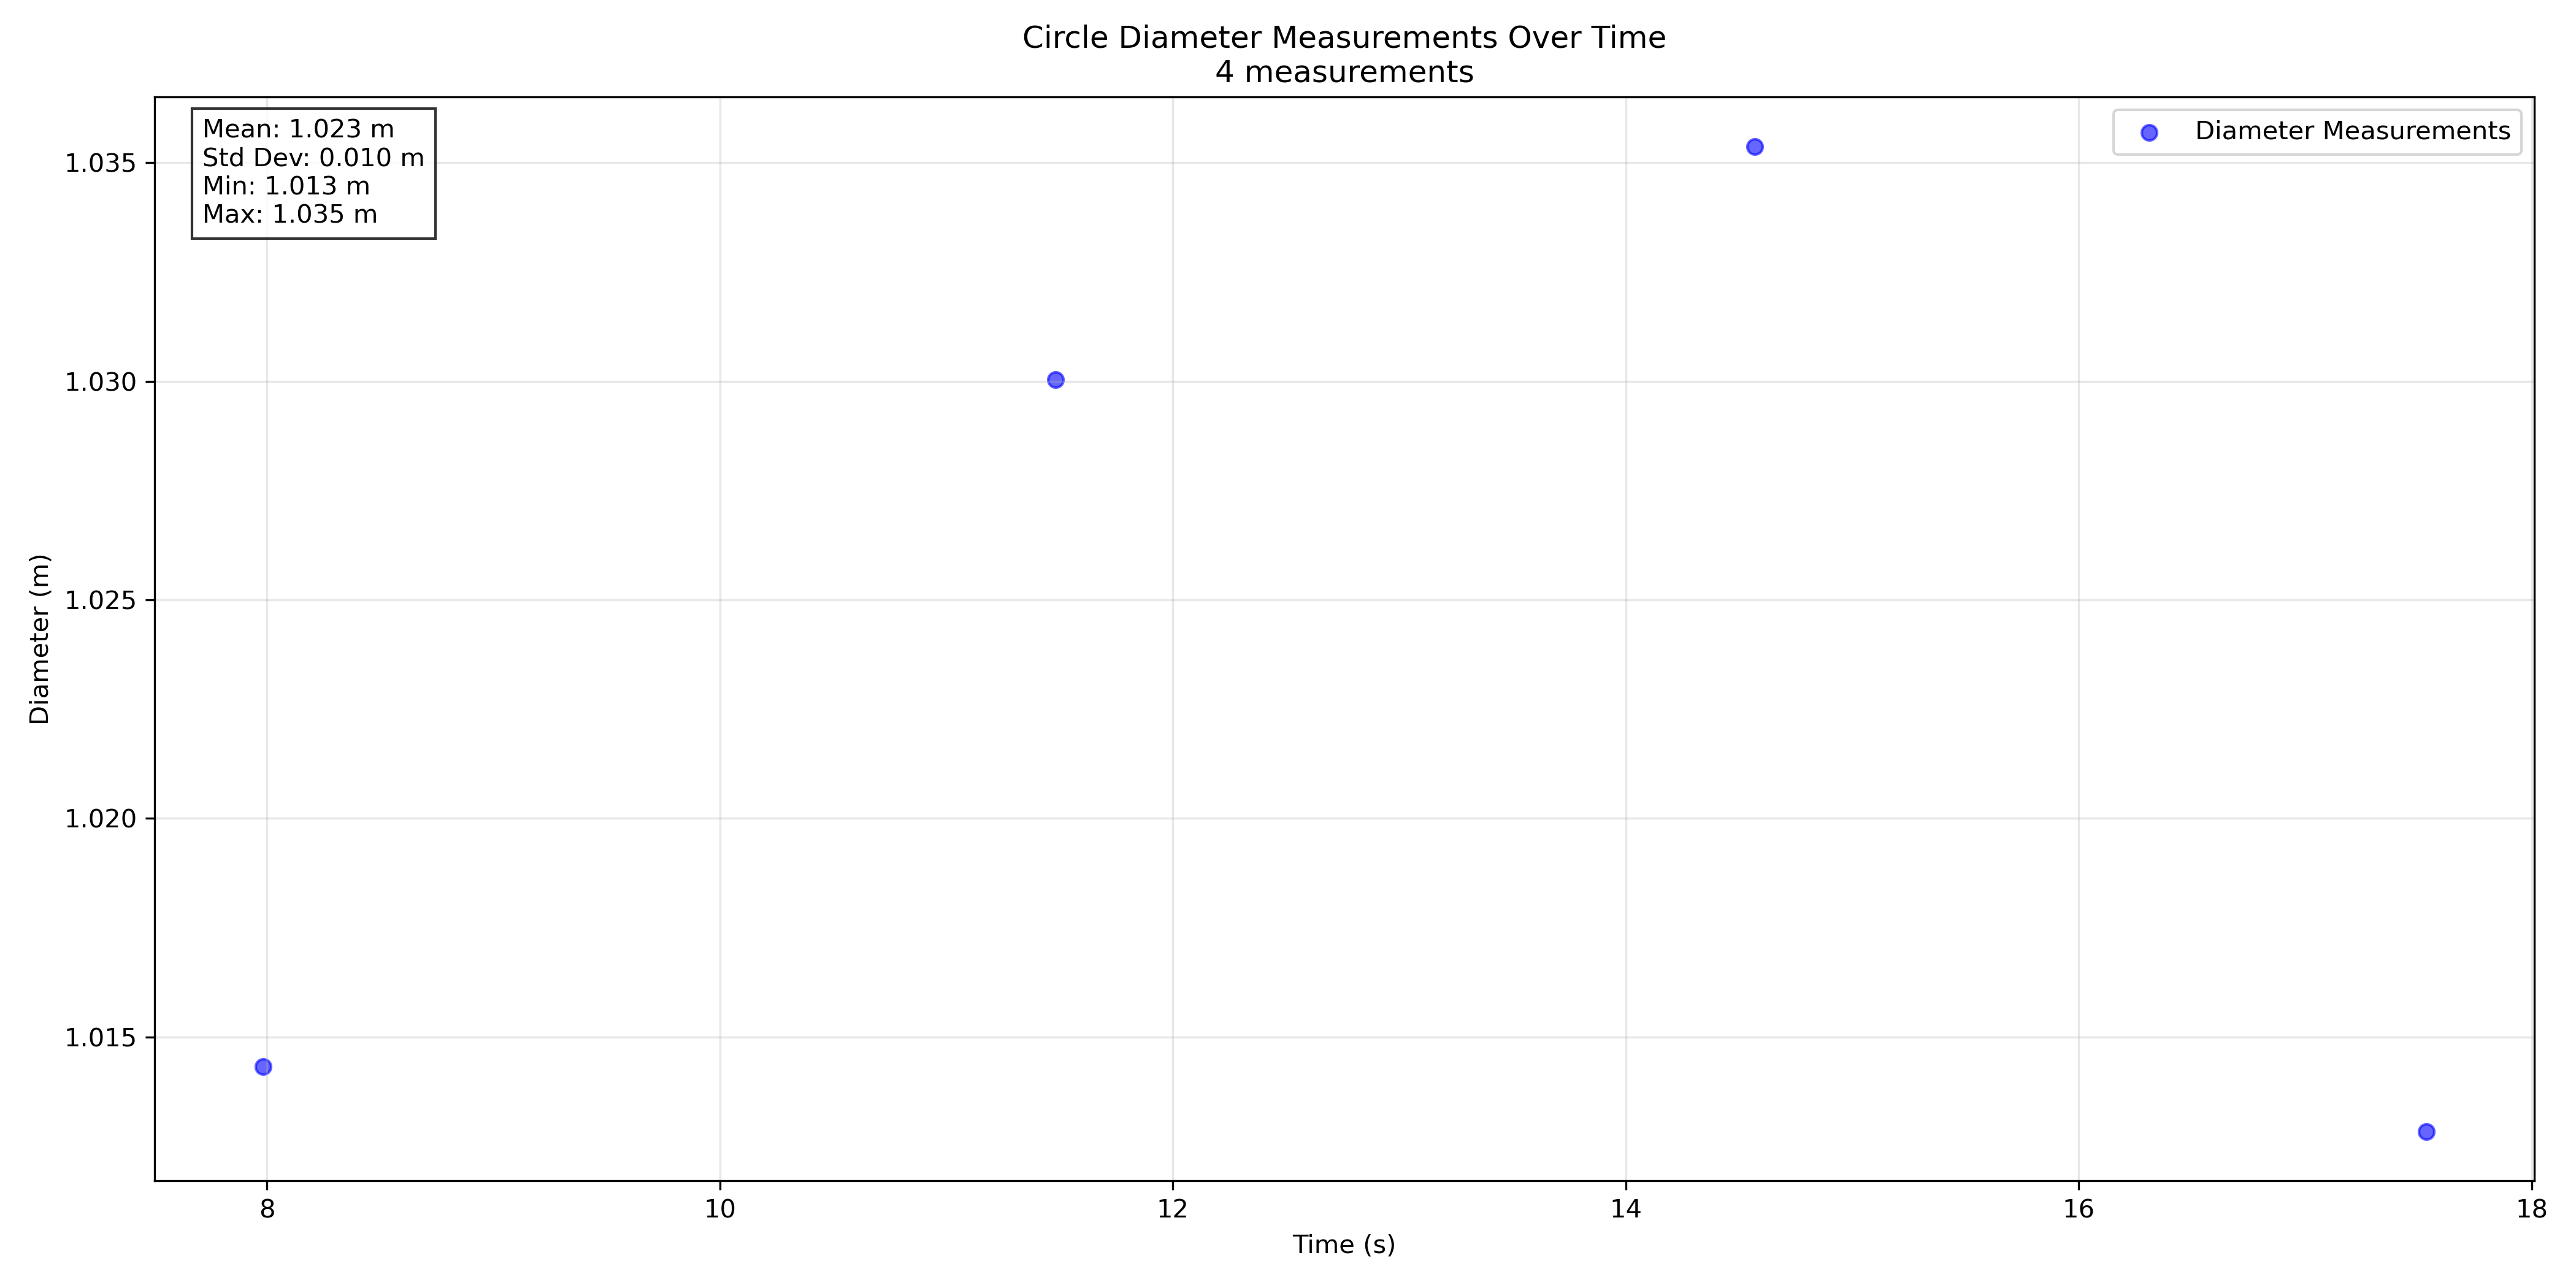 Circle Diameter Measurements Over Time
4 measurements
Mean: 1.023 m
Std Dev: 0.010 m
Min: 1.013 m
Max: 1.035 m
Diameter Measurements
1.035
1.030
1.025
1.020
1.015
Diameter (m)
8 10 12 14 16 18
Time (s)